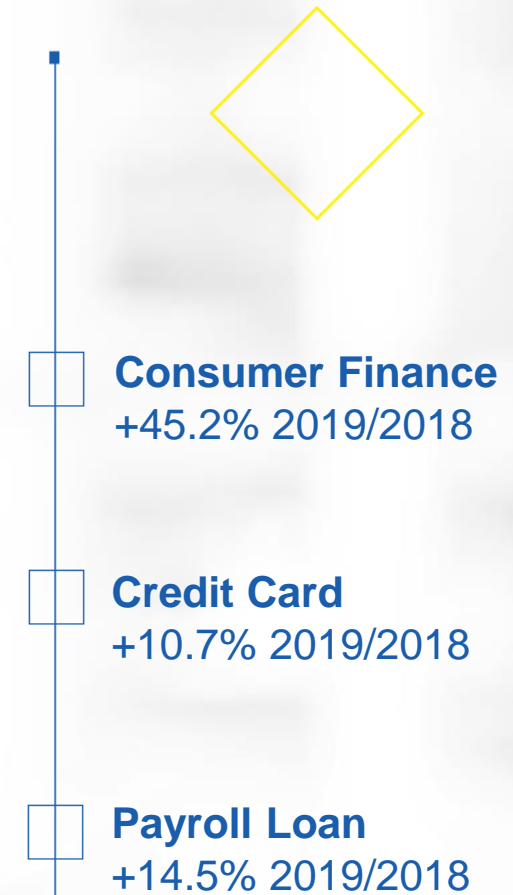 Consumer Finance
+45.2% 2019/2018
Credit Card
+10.7% 2019/2018
Payroll Loan
+14.5% 2019/2018